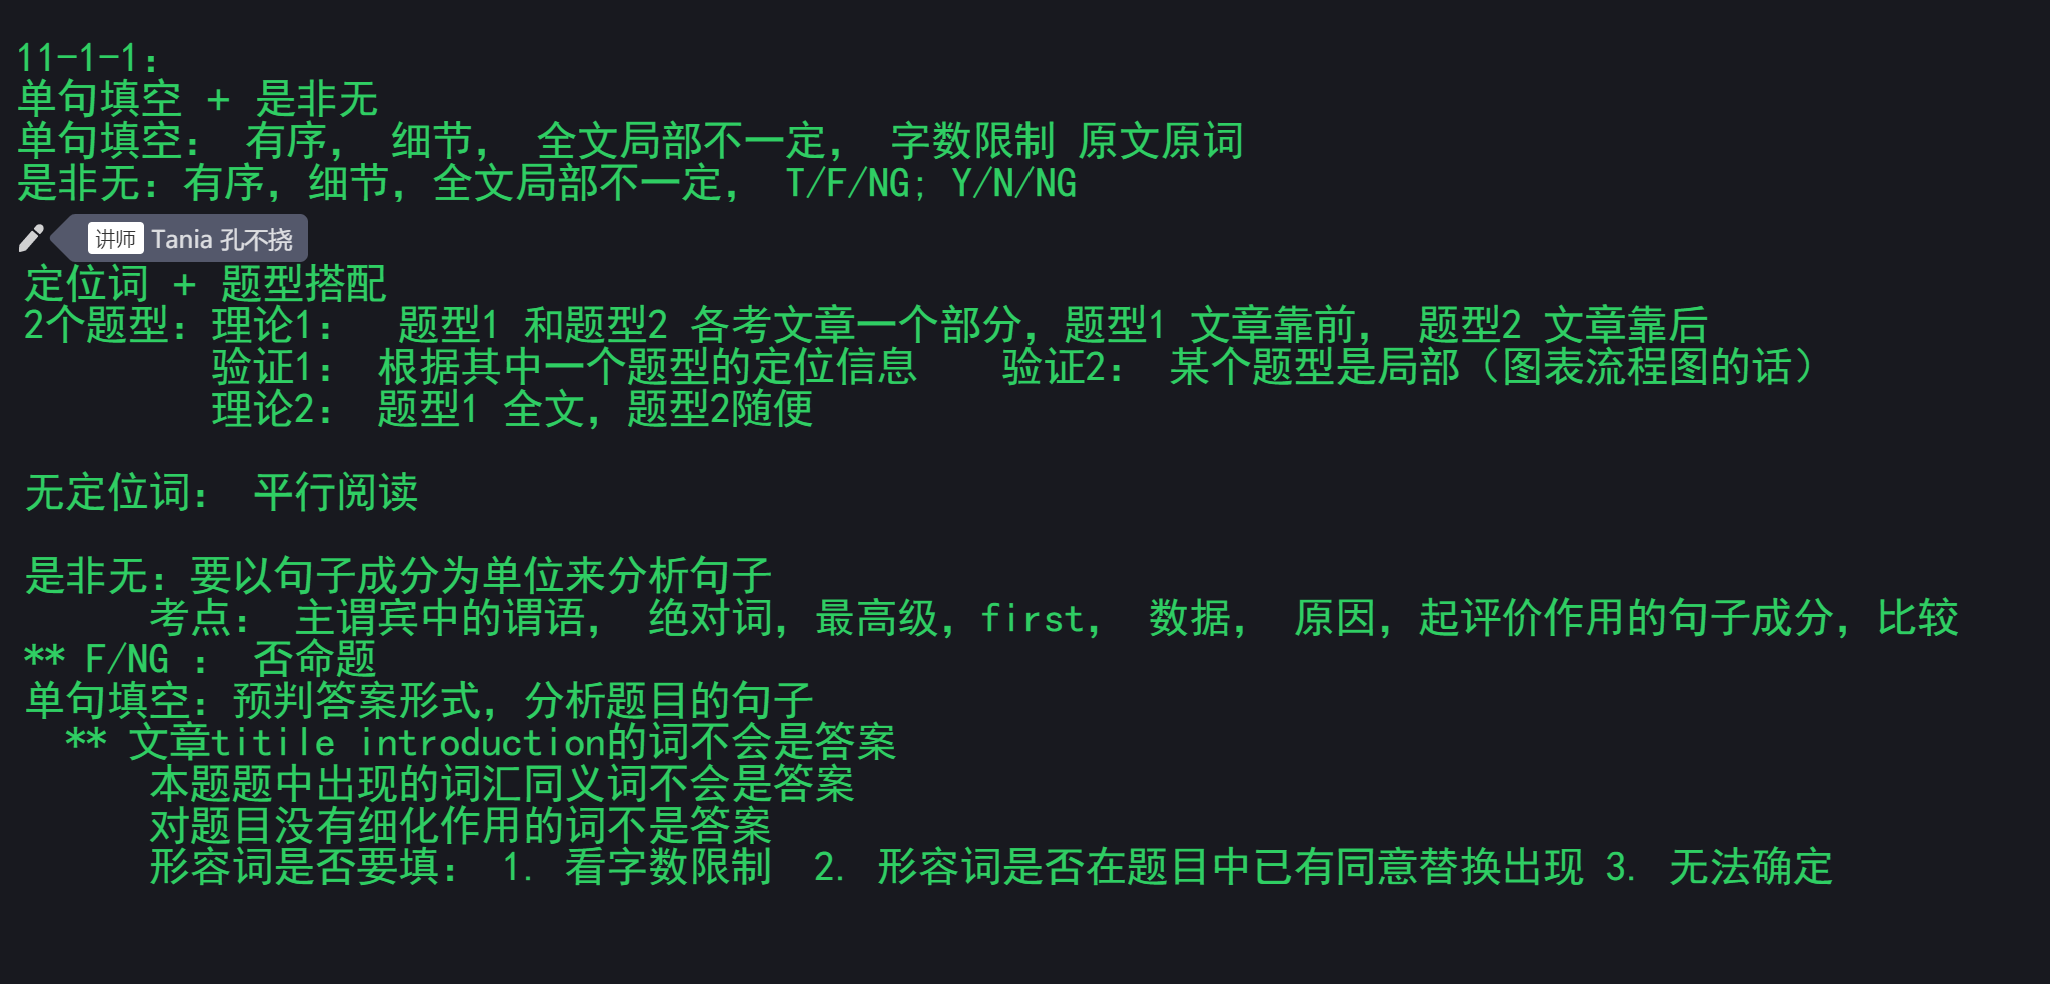 11-1-1：
单句填空 + 是非无
单句填空： 有序， 细节， 全文局部不一定， 字数限制 原文原词
是非无：有序，细节，全文局部不一定， T/F/NG; Y/N/NG
讲师 Tania 孔不挠
定位词 + 题型搭配
2个题型：理论1： 题型1 和题型2 各考文章一个部分，题型1 文章靠前， 题型2 文章靠后
验证1： 根据其中一个题型的定位信息 验证2： 某个题型是局部（图表流程图的话）
理论2： 题型1 全文，题型2随便
无定位词： 平行阅读
是非无：要以句子成分为单位来分析句子
考点： 主谓宾中的谓语， 绝对词，最高级，first， 数据， 原因，起评价作用的句子成分，比较
** F/NG ： 否命题
单句填空：预判答案形式，分析题目的句子
** 文章titile introduction的词不会是答案
本题题中出现的词汇同义词不会是答案
对题目没有细化作用的词不是答案
形容词是否要填： 1. 看字数限制 2. 形容词是否在题目中已有同意替换出现 3. 无法确定